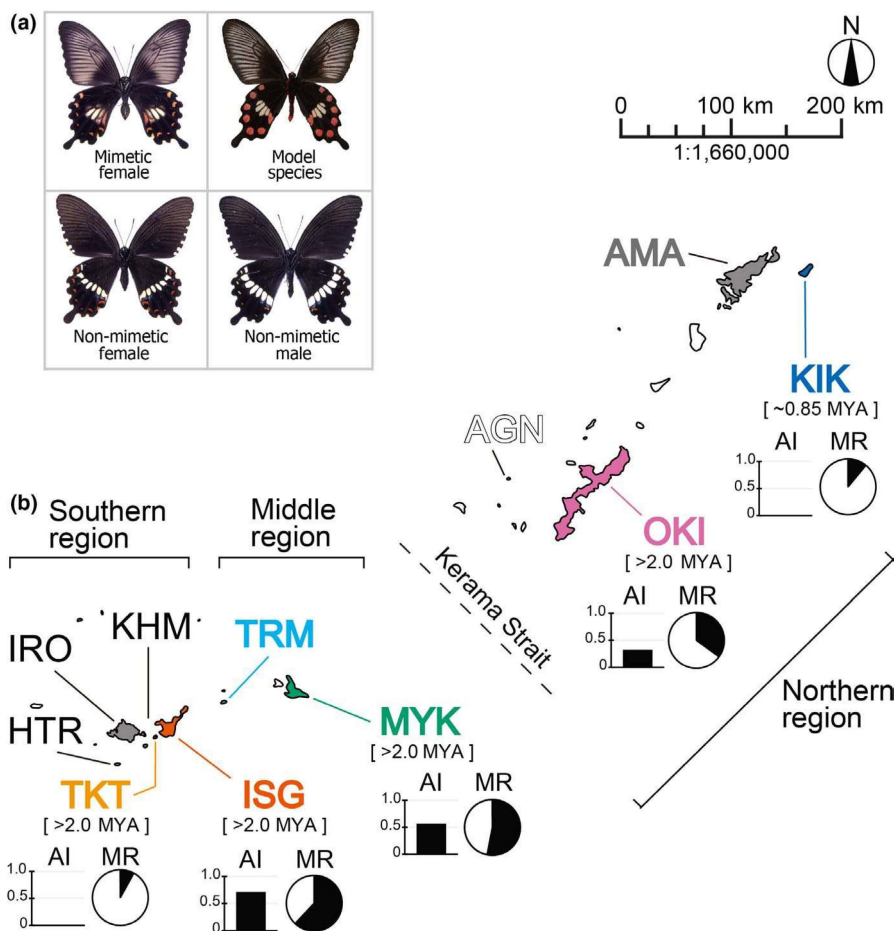 (a)
Mimetic
female
Model
species
Non-mimetic
female
Non-mimetic
male
N
0 100 km 200 km
1:1,660,000
AMA
KIK
[ ~0.85 MYA ]
AI MR
1.0
0.5
0
AGN
OKI
[ >2.0 MYA ]
AI MR
1.0
0.5
0
Kerama Strait
Northern
region
(b)
Southern
region
Middle
region
IRO
KHM
TRM
HTR
MYK
[ >2.0 MYA ]
AI MR
1.0
0.5
0
TKT
[ >2.0 MYA ]
AI MR
1.0
0.5
0
ISG
[ >2.0 MYA ]
AI MR
1.0
0.5
0